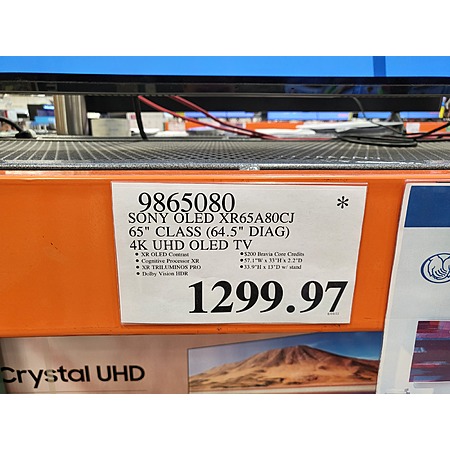 9865080 *
SONY OLED XR65A80CJ
65" CLASS (64.5" DIAG)
4K UHD OLED TV
• XR OLED Contrast
• Cognitive Processor XR
• XR TRILUMINOS PRO
• Dolby Vision HDR
• $200 Bravia Core Credits
• 57.1"W x 33"H x 2.2"D
• 33.9"H x 13"D w/ stand
1299.97
Crystal UHD